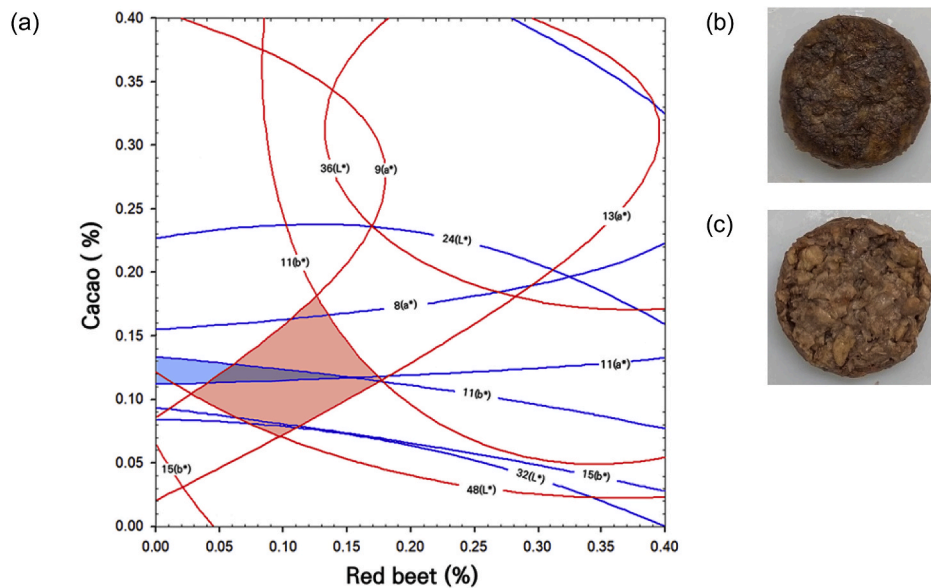 (a)
(b)
(c)
Cacao ( %)
0.40
0.30
0.30
0.25
0.20
0.15
0.10
0.05
0.00
0.00
0.05
0.10
0.15
0.20
0.25
0.30
0.35
0.40
Red beet (%)
36(L*)
9(a*)
13(a*)
24(L*)
11(b*)
8(a*)
11(a*)
11(b*)
15(b*)
32(L*)
15(b*)
48(L*)